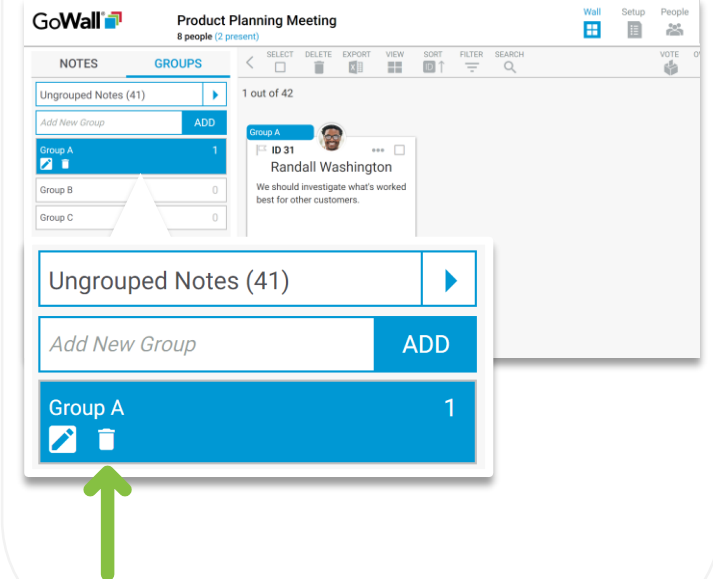 GoWall
Product Planning Meeting
8 people (2 present)
Wall
Setup
People
NOTES
GROUPS
SELECT
DELETE
EXPORT
VIEW
SORT
FILTER
SEARCH
VOTE
ID
Ungrouped Notes (41)
1 out of 42
Add New Group
ADD
Group A
1
Group B
0
Group C
0
Group A
ID 31
Randall Washington
We should investigate what's worked
best for other customers.
Ungrouped Notes (41)
Add New Group
ADD
Group A
1